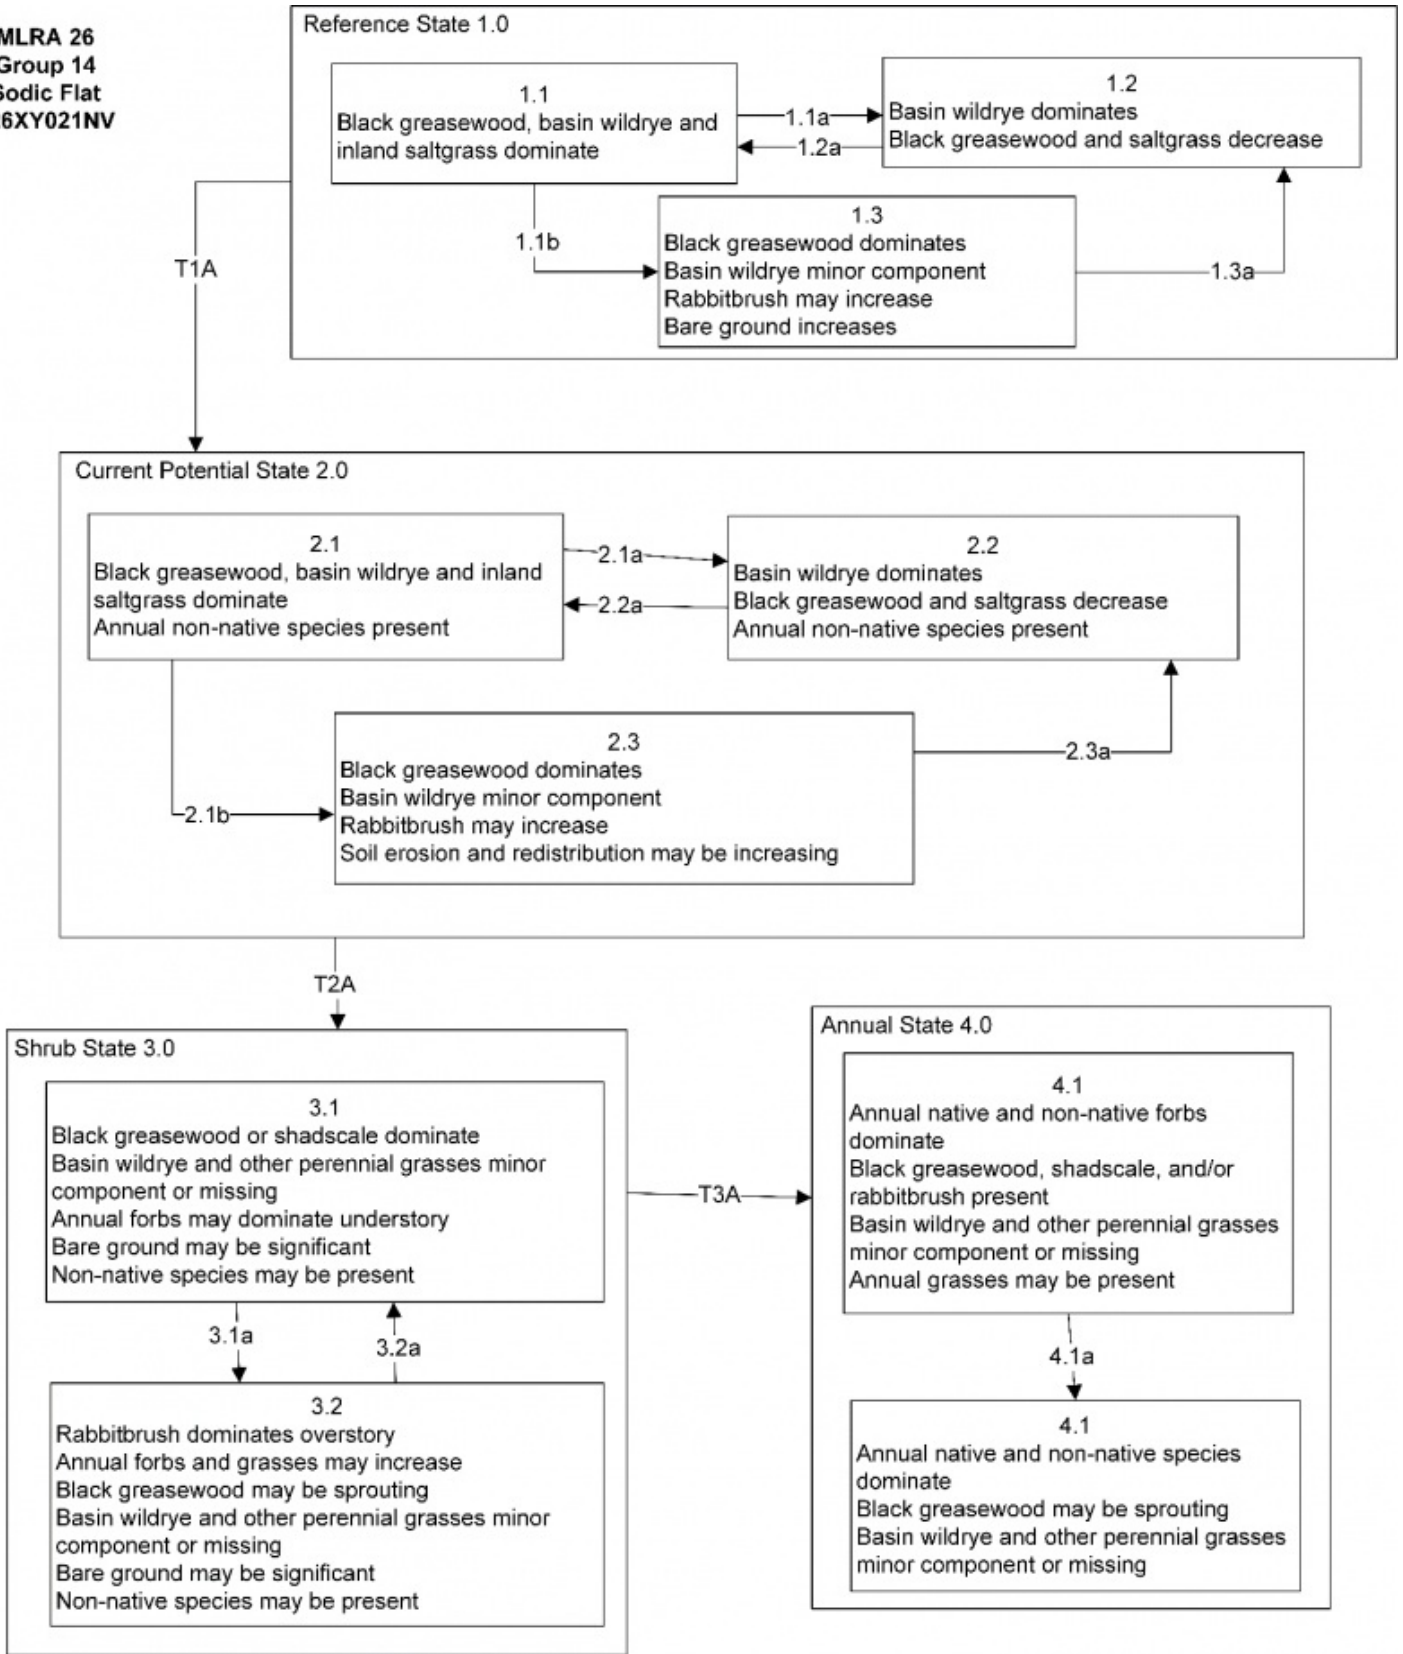 MLRA 26
Group 14
Sodic Flat
6XY021NV
Reference State 1.0
1.1
Black greasewood, basin wildrye and
inland saltgrass dominate
1.1a
1.2a
1.2
Basin wildrye dominates
Black greasewood and saltgrass decrease
1.1b
1.3
Black greasewood dominates
Basin wildrye minor component
Rabbitbrush may increase
Bare ground increases
1.3a
T1A
Current Potential State 2.0
2.1
Black greasewood, basin wildrye and inland
saltgrass dominate
Annual non-native species present
2.1a
2.2a
2.2
Basin wildrye dominates
Black greasewood and saltgrass decrease
Annual non-native species present
2.1b
2.3
Black greasewood dominates
Basin wildrye minor component
Rabbitbrush may increase
Soil erosion and redistribution may be increasing
2.3a
T2A
Shrub State 3.0
3.1
Black greasewood or shadscale dominate
Basin wildrye and other perennial grasses minor
component or missing
Annual forbs may dominate understory
Bare ground may be significant
Non-native species may be present
3.1a
3.2a
3.2
Rabbitbrush dominates overstory
Annual forbs and grasses may increase
Black greasewood may be sprouting
Basin wildrye and other perennial grasses minor
component or missing
Bare ground may be significant
Non-native species may be present
T3A
Annual State 4.0
4.1
Annual native and non-native forbs
dominate
Black greasewood, shadscale, and/or
rabbitbrush present
Basin wildrye and other perennial grasses
minor component or missing
Annual grasses may be present
4.1a
4.1
Annual native and non-native species
dominate
Black greasewood may be sprouting
Basin wildrye and other perennial grasses
minor component or missing